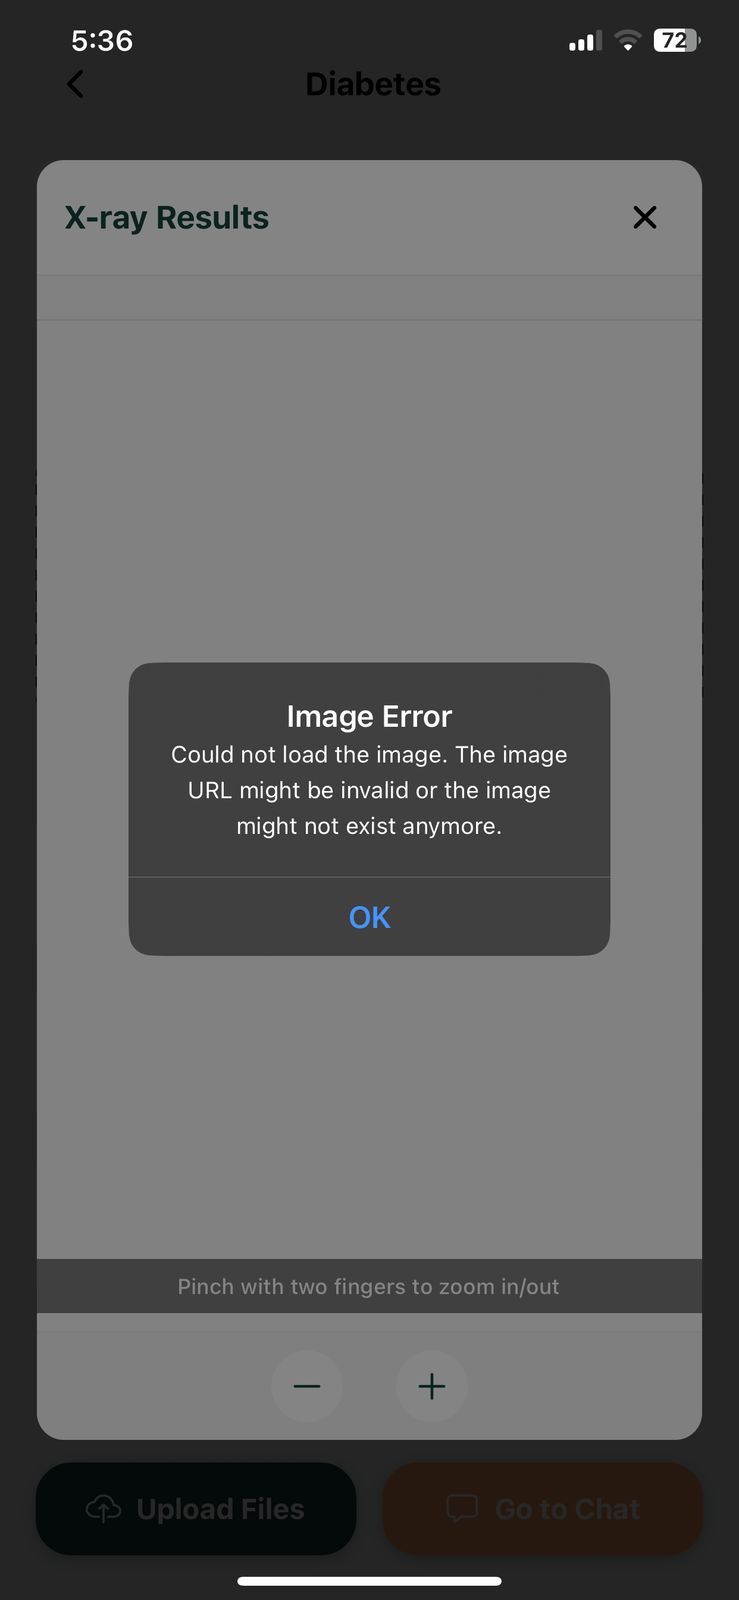 5:36
72
Diabetes
X-ray Results
Image Error
Could not load the image. The image
URL might be invalid or the image
might not exist anymore.
OK
Pinch with two fingers to zoom in/out
Upload Files
Go to Chat